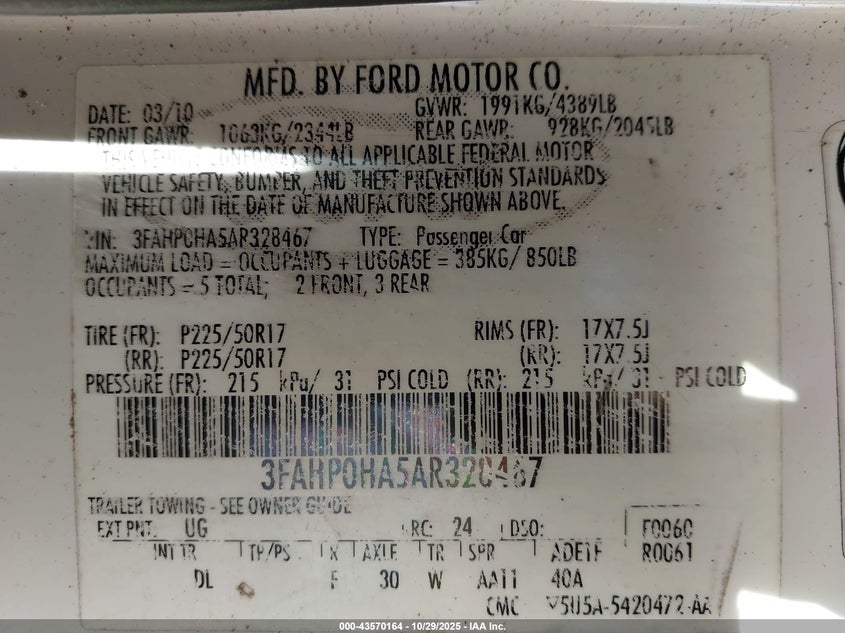 MFD. BY FORD MOTOR CO.
DATE: 03/10 GVWR: 1991KG/4389LB
FRONT GAWR: 1063KG/2344LB REAR GAWR: 928KG/2045LB
THIS VEHICLE CONFORMS TO ALL APPLICABLE FEDERAL MOTOR
VEHICLE SAFETY, BUMPER, AND THEFT PREVENTION STANDARDS
IN EFFECT ON THE DATE OF MANUFACTURE SHOWN ABOVE.
VIN: 3FAHP0HA5AR328467 TYPE: Passenger Car
MAXIMUM LOAD = OCCUPANTS + LUGGAGE = 385KG/ 850LB
OCCUPANTS = 5 TOTAL; 2 FRONT, 3 REAR
TIRE (FR): P225/50R17 RIMS (FR): 17X7.5J
(RR): P225/50R17 (RR): 17X7.5J
PRESSURE (FR): 215 kPa/ 31 PSI COLD (RR): 215 kPa/ 31 PSI COLD
3FAHP0HA5AR328467
TRAILER TOWING - SEE OWNER GUIDE
EXT PNT: UG RC: 24 DSO: F0060
INT TR TP/PS R AXLE TR SPR R0061
DL F 30 W AA11 40A
CMC 5U5A-5420472-AA
000-43570164 - 10/29/2025 - IAA Inc.